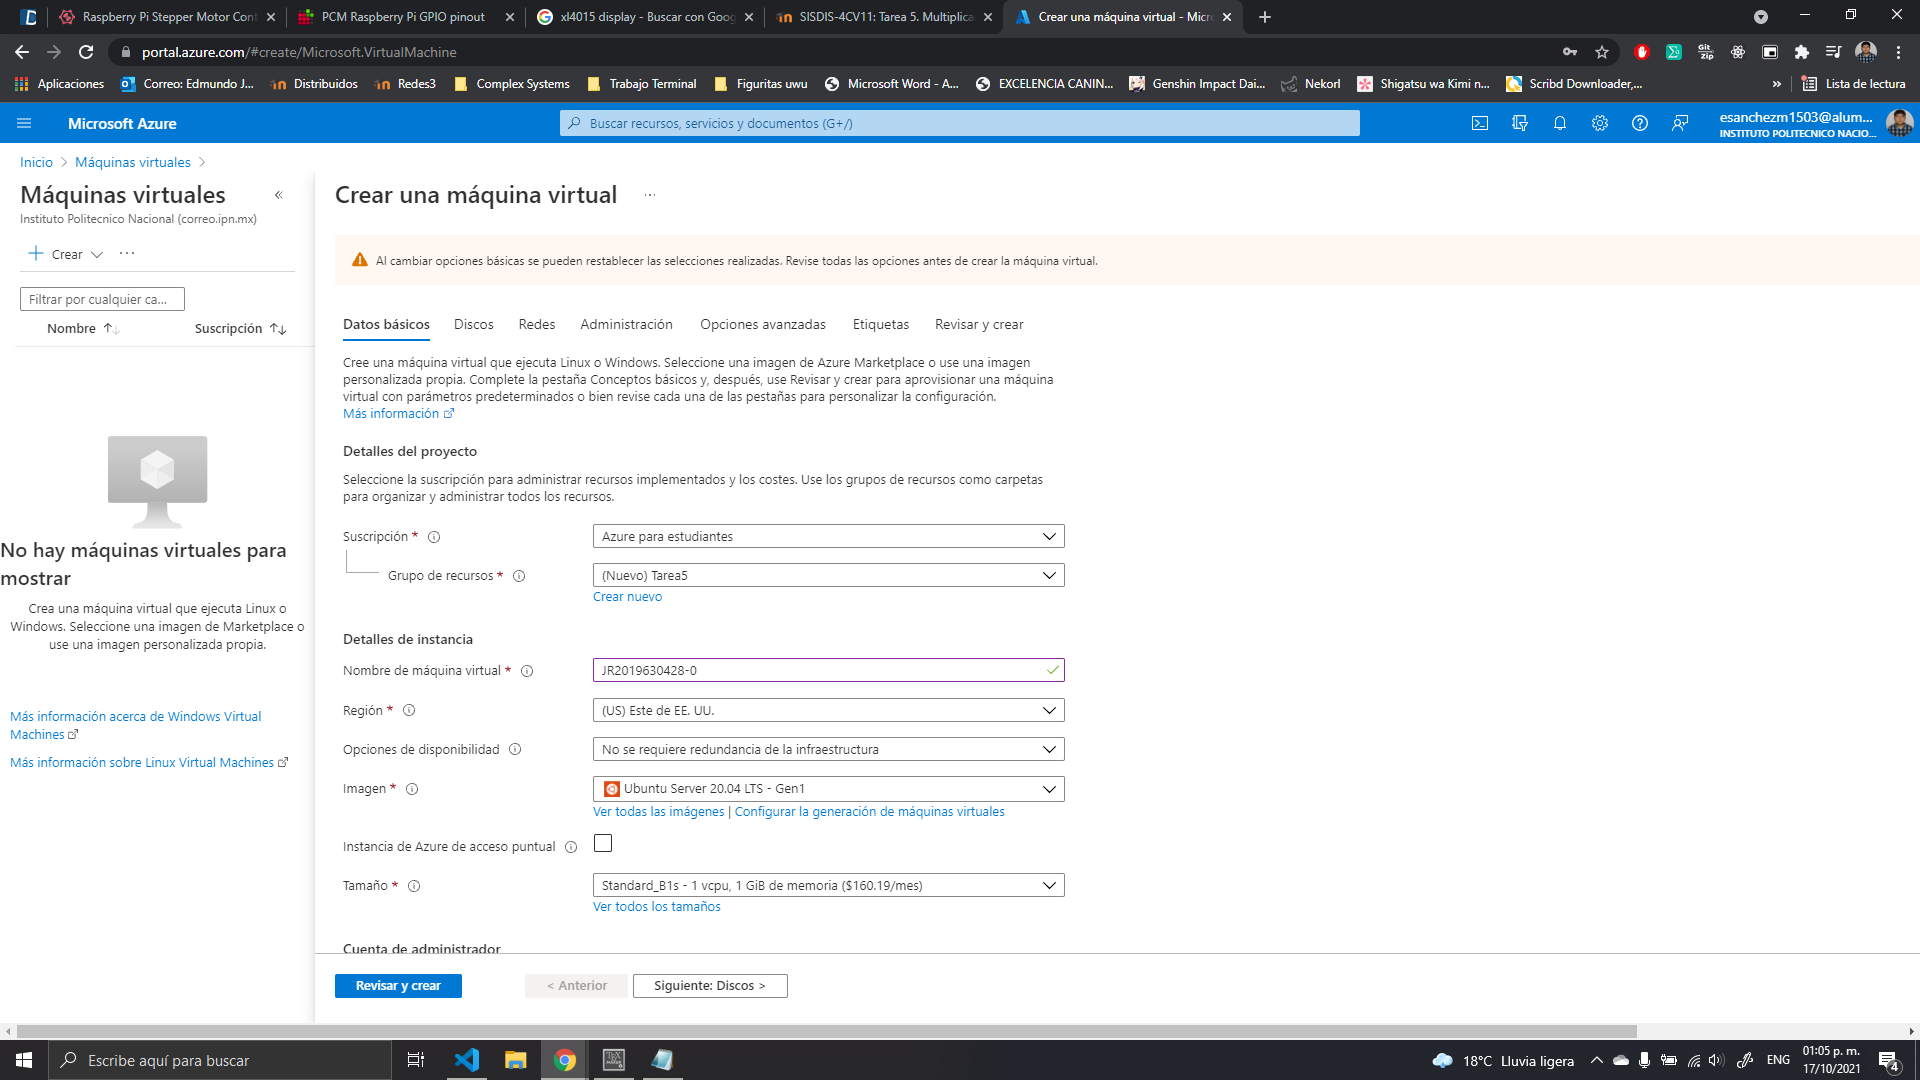 Raspberry Pi Stepper Motor Cont
PCM Raspberry Pi GPIO pinout
xl4015 display - Buscar con Goog
SISDIS-4CV11: Tarea 5. Multiplica
Crear una máquina virtual - Micro
portal.azure.com/#create/Microsoft.VirtualMachine
Aplicaciones
Correo: Edmundo J...
Distribuidos
Redes3
Complex Systems
Trabajo Terminal
Figuritas uwu
Microsoft Word - A...
EXCELENCIA CANIN...
Genshin Impact Dai...
Nekorl
Shigatsu wa Kimi n...
Scribd Downloader,...
»
Lista de lectura
Microsoft Azure
Buscar recursos, servicios y documentos (G+/)
esanchezm1503@alum...
INSTITUTO POLITECNICO NACIO...
Inicio
Máquinas virtuales
Máquinas virtuales
«
Instituto Politecnico Nacional (correo.ipn.mx)
+ Crear
...
Filtrar por cualquier ca...
Nombre
Suscripción
No hay máquinas virtuales para
mostrar
Crea una máquina virtual que ejecuta Linux o
Windows. Seleccione una imagen de Marketplace o
use una imagen personalizada propia.
Más información acerca de Windows Virtual
Machines
Más información sobre Linux Virtual Machines
Crear una máquina virtual
...
Al cambiar opciones básicas se pueden restablecer las selecciones realizadas. Revise todas las opciones antes de crear la máquina virtual.
Datos básicos
Discos
Redes
Administración
Opciones avanzadas
Etiquetas
Revisar y crear
Cree una máquina virtual que ejecuta Linux o Windows. Seleccione una imagen de Azure Marketplace o use una imagen
personalizada propia. Complete la pestaña Conceptos básicos y, después, use Revisar y crear para aprovisionar una máquina
virtual con parámetros predeterminados o bien revise cada una de las pestañas para personalizar la configuración.
Más información
Detalles del proyecto
Seleccione la suscripción para administrar recursos implementados y los costes. Use los grupos de recursos como carpetas
para organizar y administrar todos los recursos.
Suscripción *
Azure para estudiantes
Grupo de recursos *
(Nuevo) Tarea5
Crear nuevo
Detalles de instancia
Nombre de máquina virtual *
JR2019630428-0
Región *
(US) Este de EE. UU.
Opciones de disponibilidad
No se requiere redundancia de la infraestructura
Imagen *
Ubuntu Server 20.04 LTS - Gen1
Ver todas las imágenes | Configurar la generación de máquinas virtuales
Instancia de Azure de acceso puntual
Tamaño *
Standard_B1s - 1 vcpu, 1 GiB de memoria ($160.19/mes)
Ver todos los tamaños
Cuenta de administrador
Revisar y crear
< Anterior
Siguiente: Discos >
Escribe aquí para buscar
18°C Lluvia ligera
ENG
01:05 p. m.
17/10/2021
4